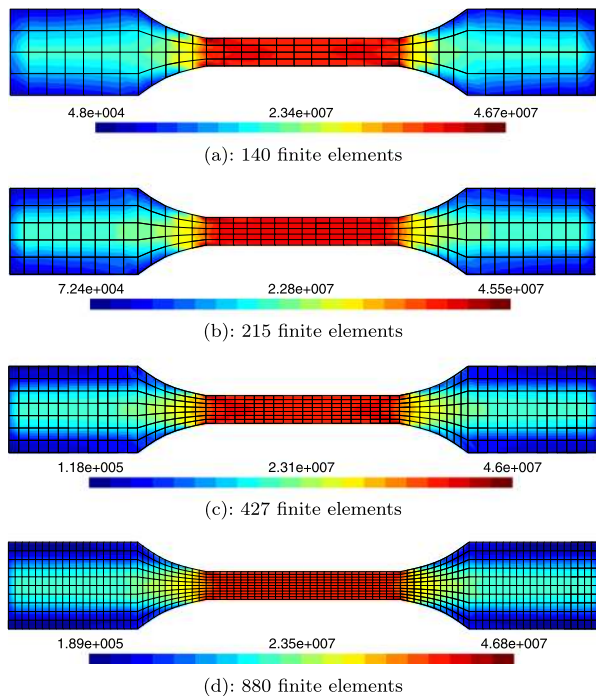 4.8e+004 2.34e+007 4.67e+007
(a): 140 finite elements
7.24e+004 2.28e+007 4.55e+007
(b): 215 finite elements
1.18e+005 2.31e+007 4.6e+007
(c): 427 finite elements
1.89e+005 2.35e+007 4.68e+007
(d): 880 finite elements